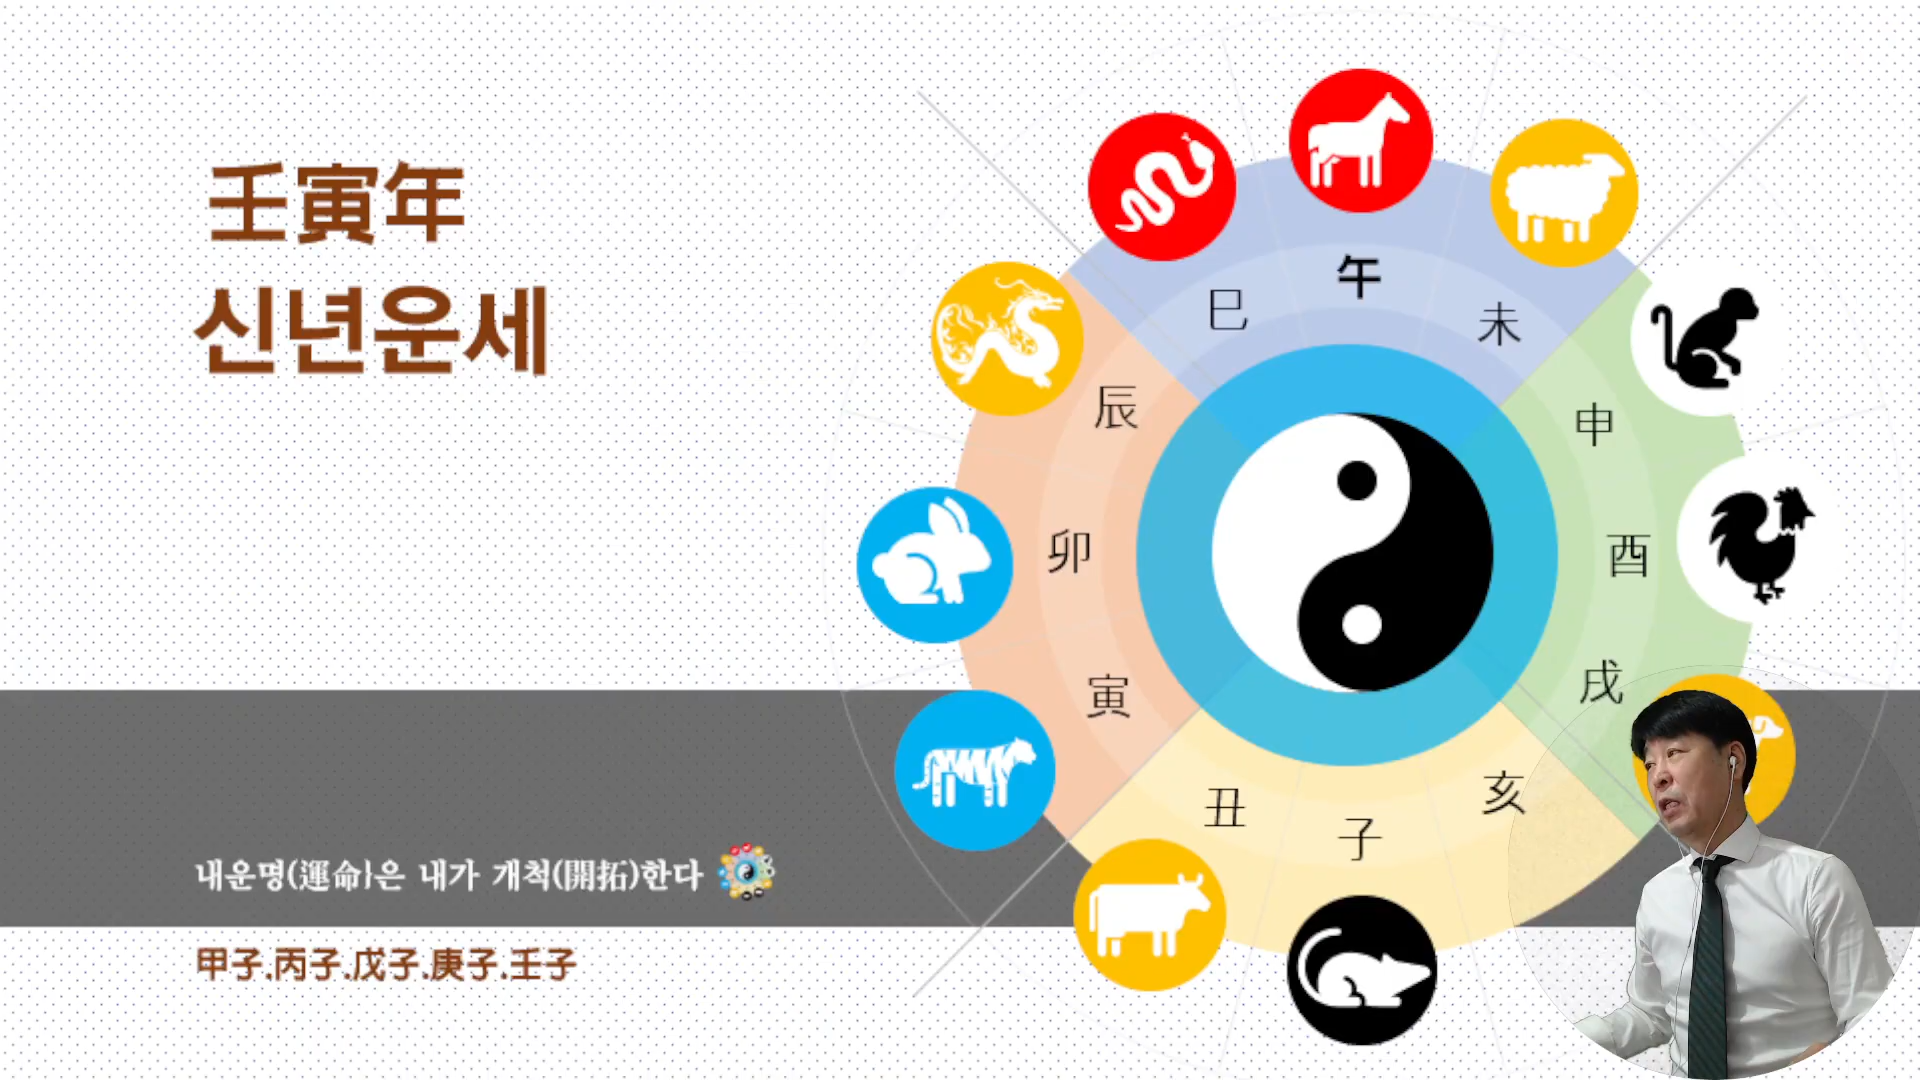 壬寅年
신년운세
午
巳
未
辰
申
卯
酉
寅
戌
丑
亥
子
내운명(運命}은 내가 개척(開拓)한다
甲子.丙子.戊子.庚子.壬子